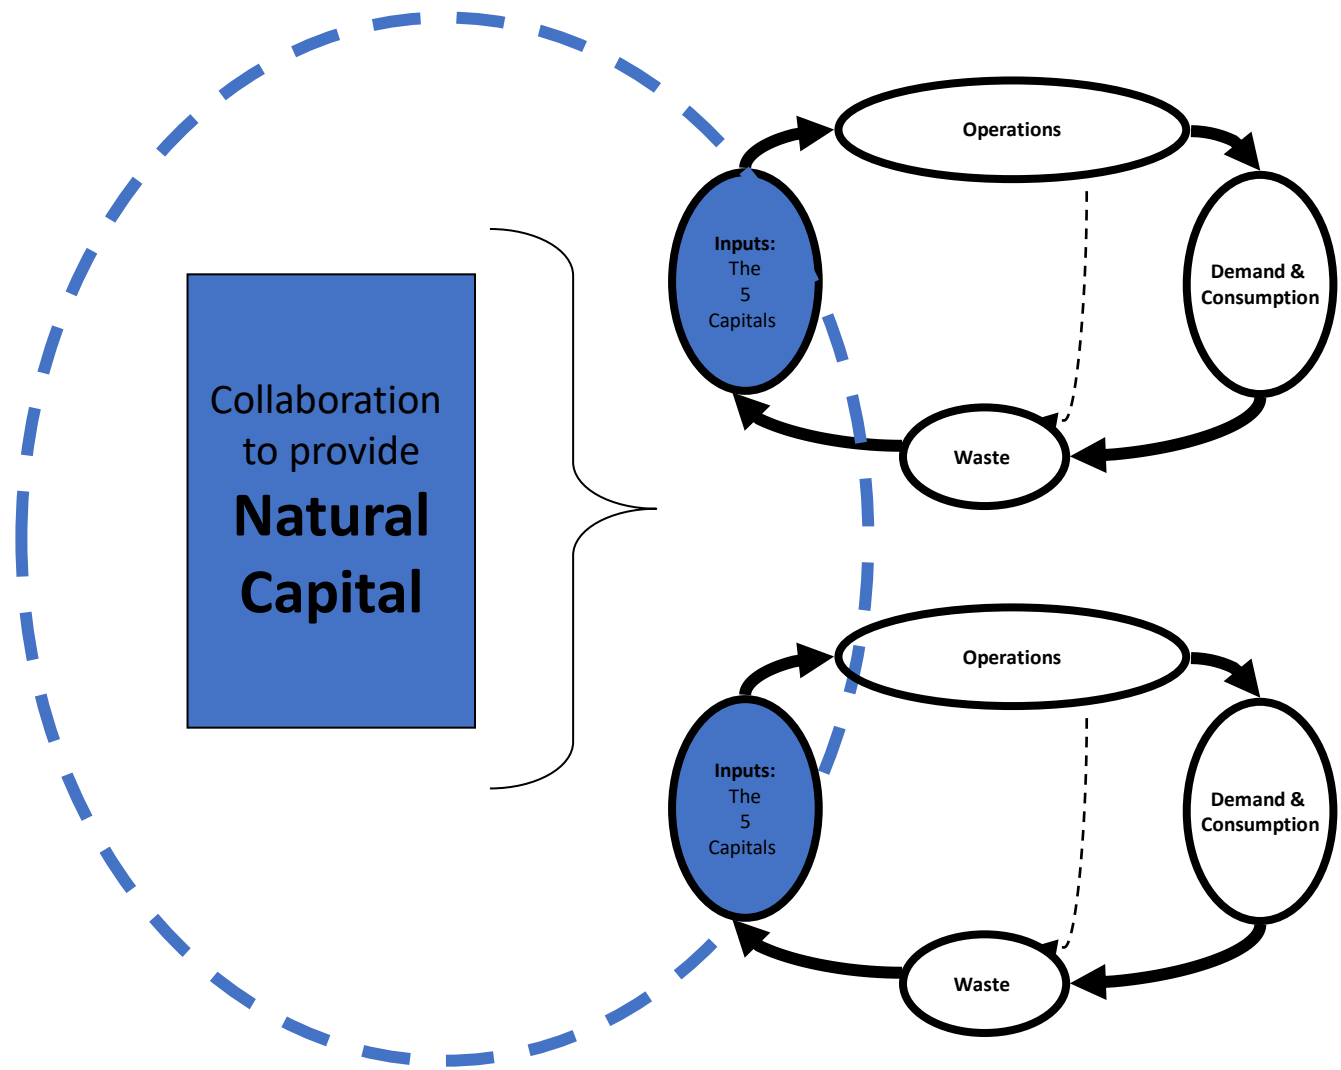 Collaboration
to provide
Natural
Capital
Operations
Inputs:
The
5
Capitals
Demand &
Consumption
Waste
Operations
Inputs:
The
5
Capitals
Demand &
Consumption
Waste